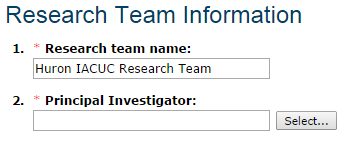 Research Team Information
1. * Research team name:
Huron IACUC Research Team
2. * Principal Investigator:
Select...